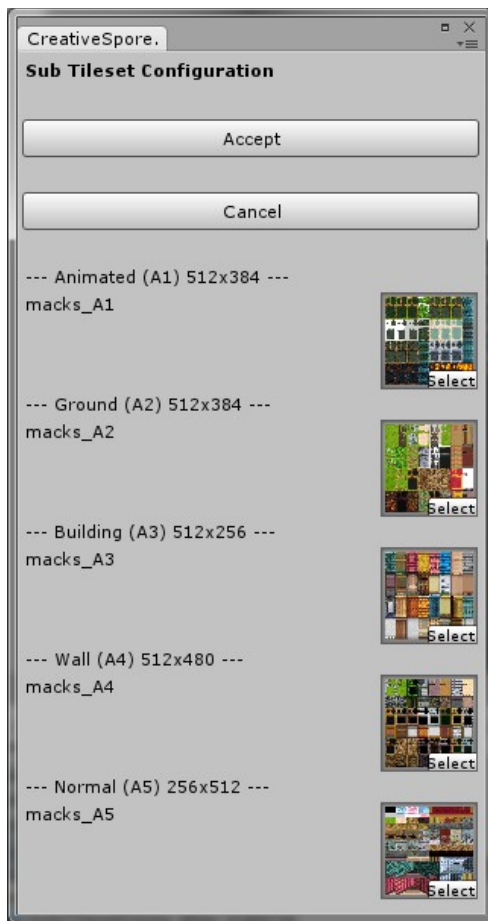 CreativeSpore.
Sub Tileset Configuration
Accept
Cancel
--- Animated (A1) 512x384 ---
macks_A1
Select
--- Ground (A2) 512x384 ---
macks_A2
Select
--- Building (A3) 512x256 ---
macks_A3
Select
--- Wall (A4) 512x480 ---
macks_A4
Select
--- Normal (A5) 256x512 ---
macks_A5
Select